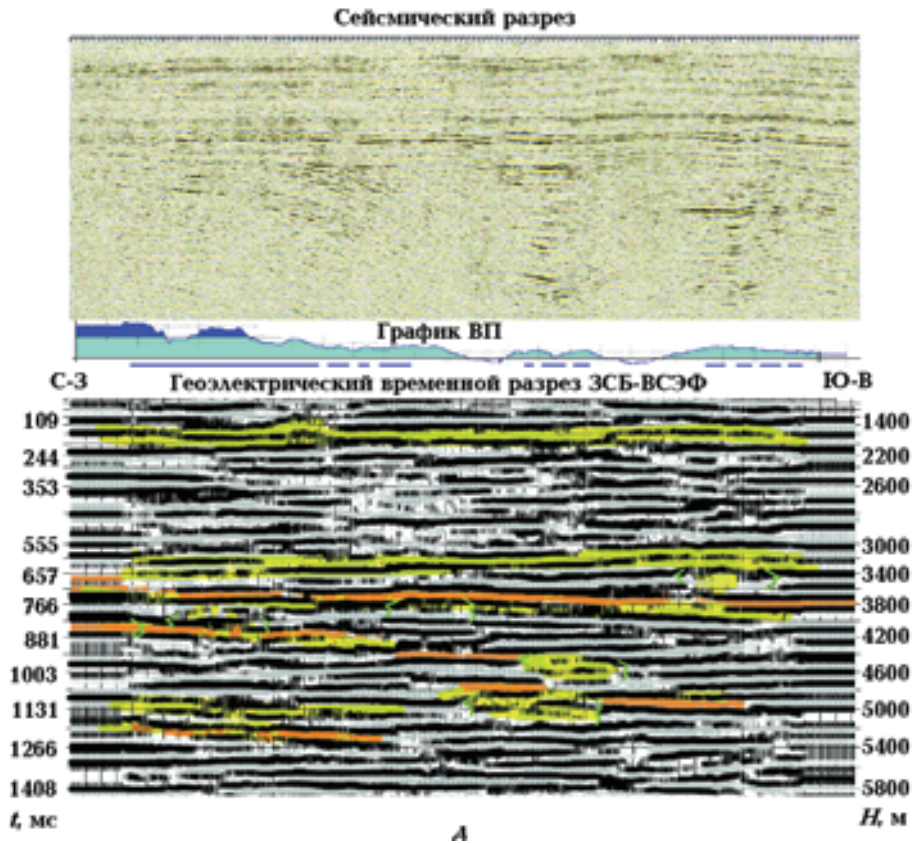 Сейсмический разрез
График ВП
С-З Геоэлектрический временной разрез ЗСБ-ВСЭФ Ю-В
109 1400
244 2200
353 2600
555 3000
657 3400
766 3800
881 4200
1003 4600
1131 5000
1266 5400
1408 5800
t, мс H, м
А